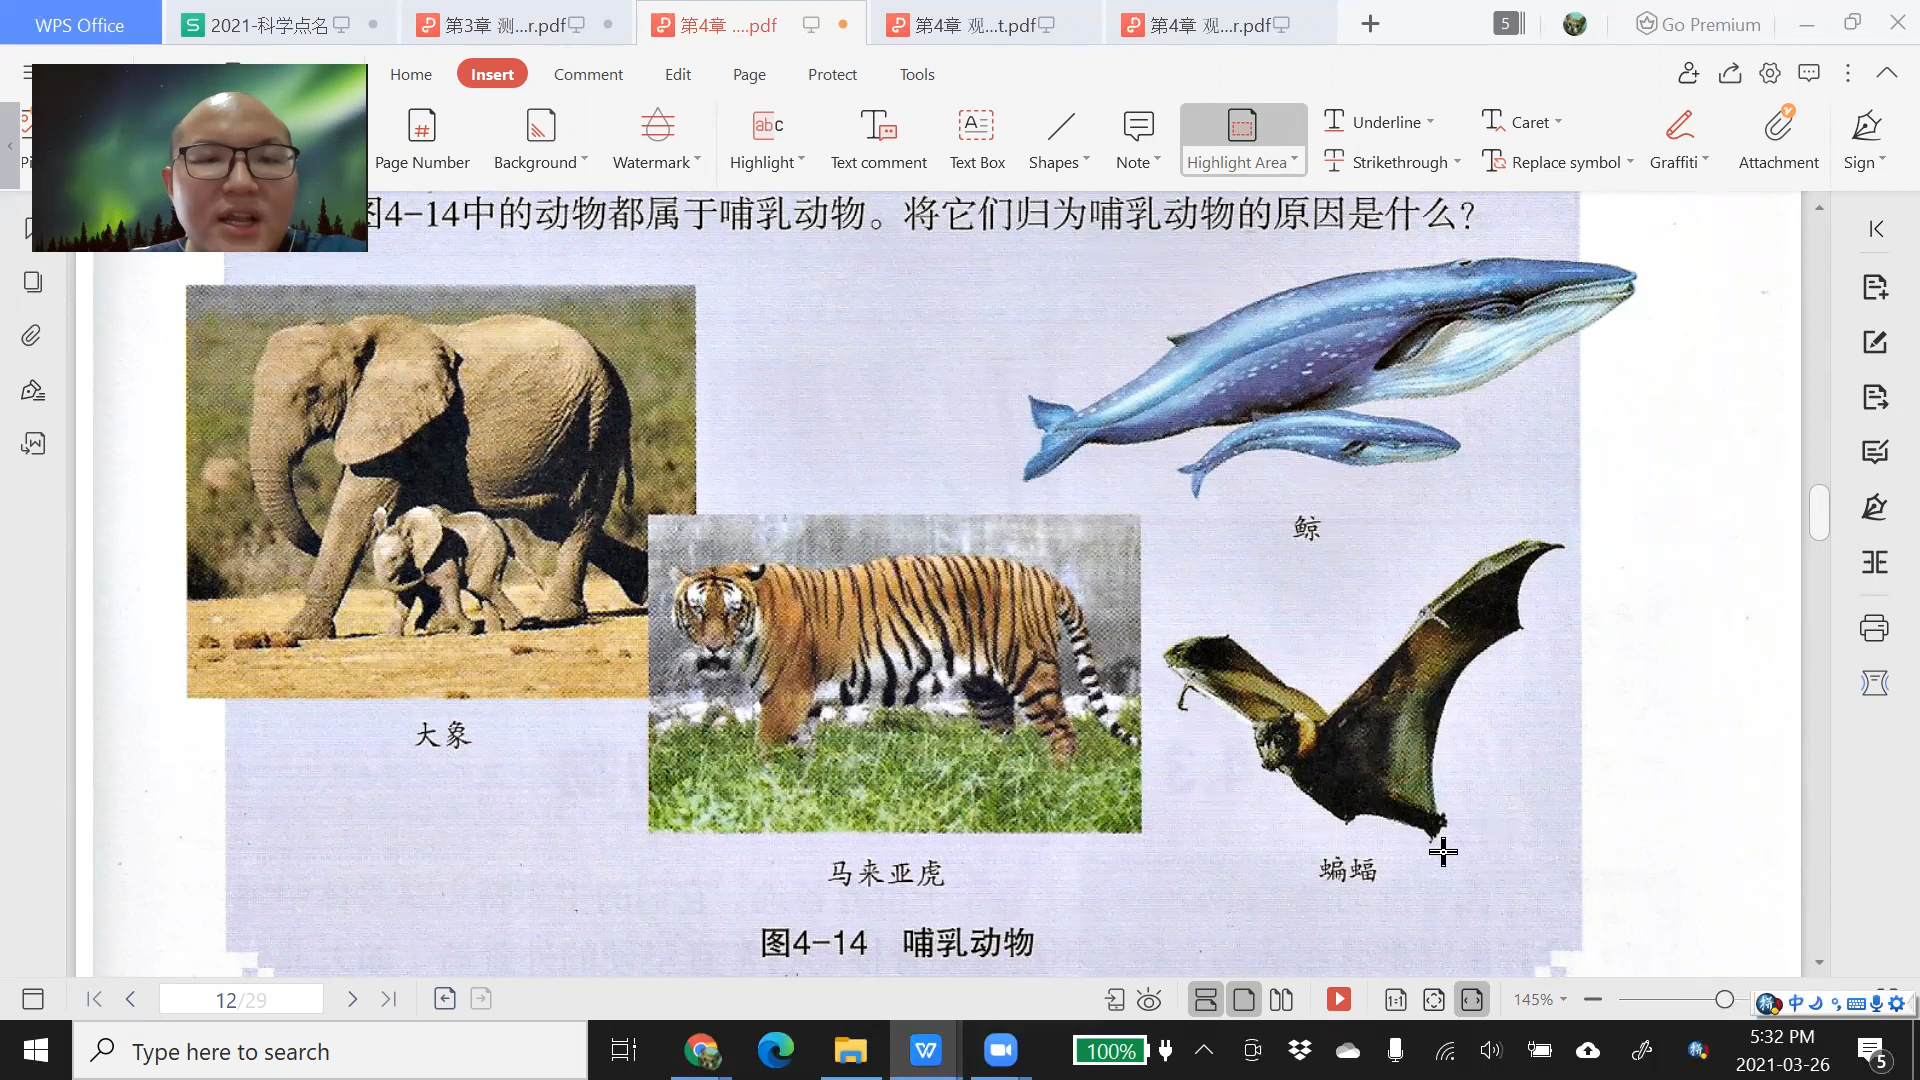 WPS Office
2021-科学点名
第3章 测...r.pdf
第4章 ....pdf
第4章 观...t.pdf
第4章 观...r.pdf
5
Go Premium
Home
Insert
Comment
Edit
Page
Protect
Tools
Page Number
Background
Watermark
Highlight
Text comment
Text Box
Shapes
Note
Highlight Area
Underline
Strikethrough
Caret
Replace symbol
Graffiti
Attachment
Sign
图4-14中的动物都属于哺乳动物。将它们归为哺乳动物的原因是什么？
鲸
大象
马来亚虎
蝙蝠
图4-14 哺乳动物
12/29
145%
中
Type here to search
100%
5:32 PM
2021-03-26
5